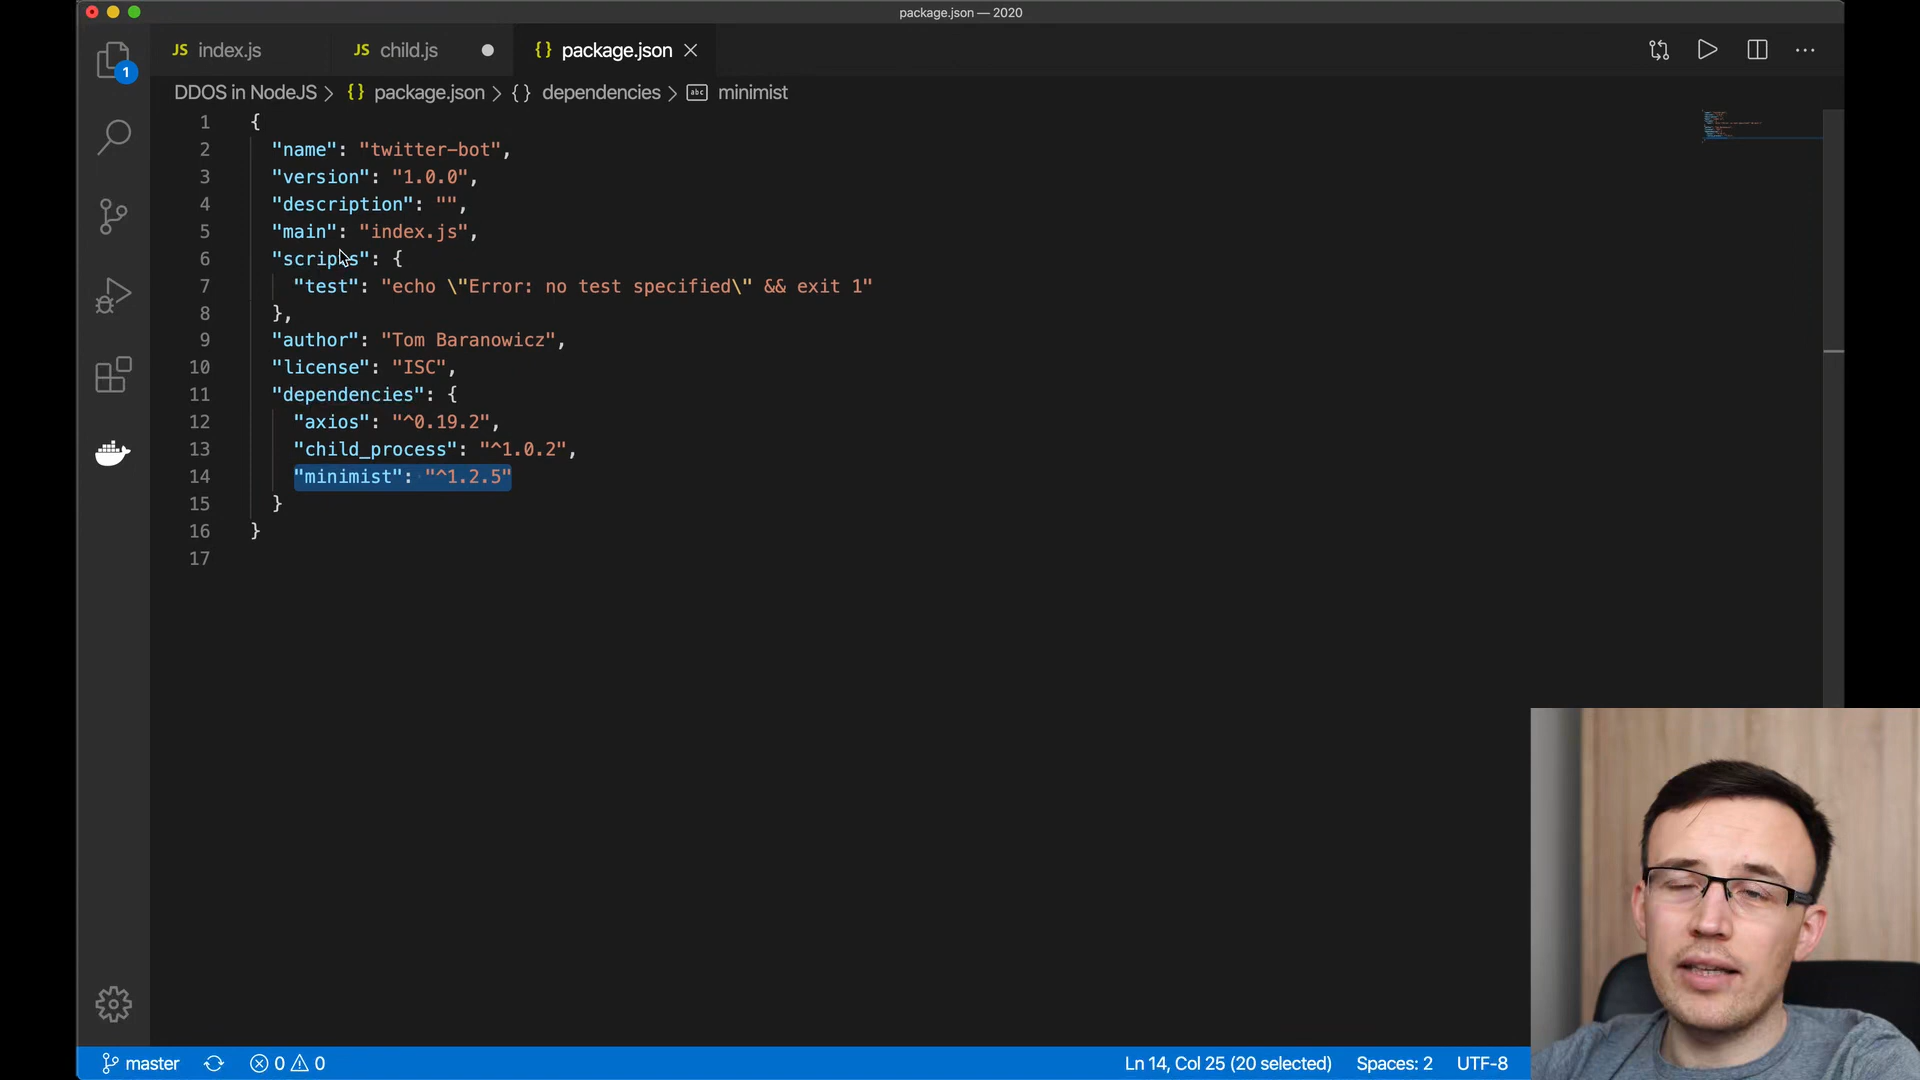 package.json — 2020
JS index.js
JS child.js
{} package.json
DDOS in NodeJS > {} package.json > {} dependencies > abc minimist
1
1 {
2 "name": "twitter-bot",
3 "version": "1.0.0",
4 "description": "",
5 "main": "index.js",
6 "scripts": {
7 "test": "echo \"Error: no test specified\" && exit 1"
8 },
9 "author": "Tom Baranowicz",
10 "license": "ISC",
11 "dependencies": {
12 "axios": "^0.19.2",
13 "child_process": "^1.0.2",
14 "minimist": "^1.2.5"
15 }
16 }
17
master 0 0 Ln 14, Col 25 (20 selected) Spaces: 2 UTF-8